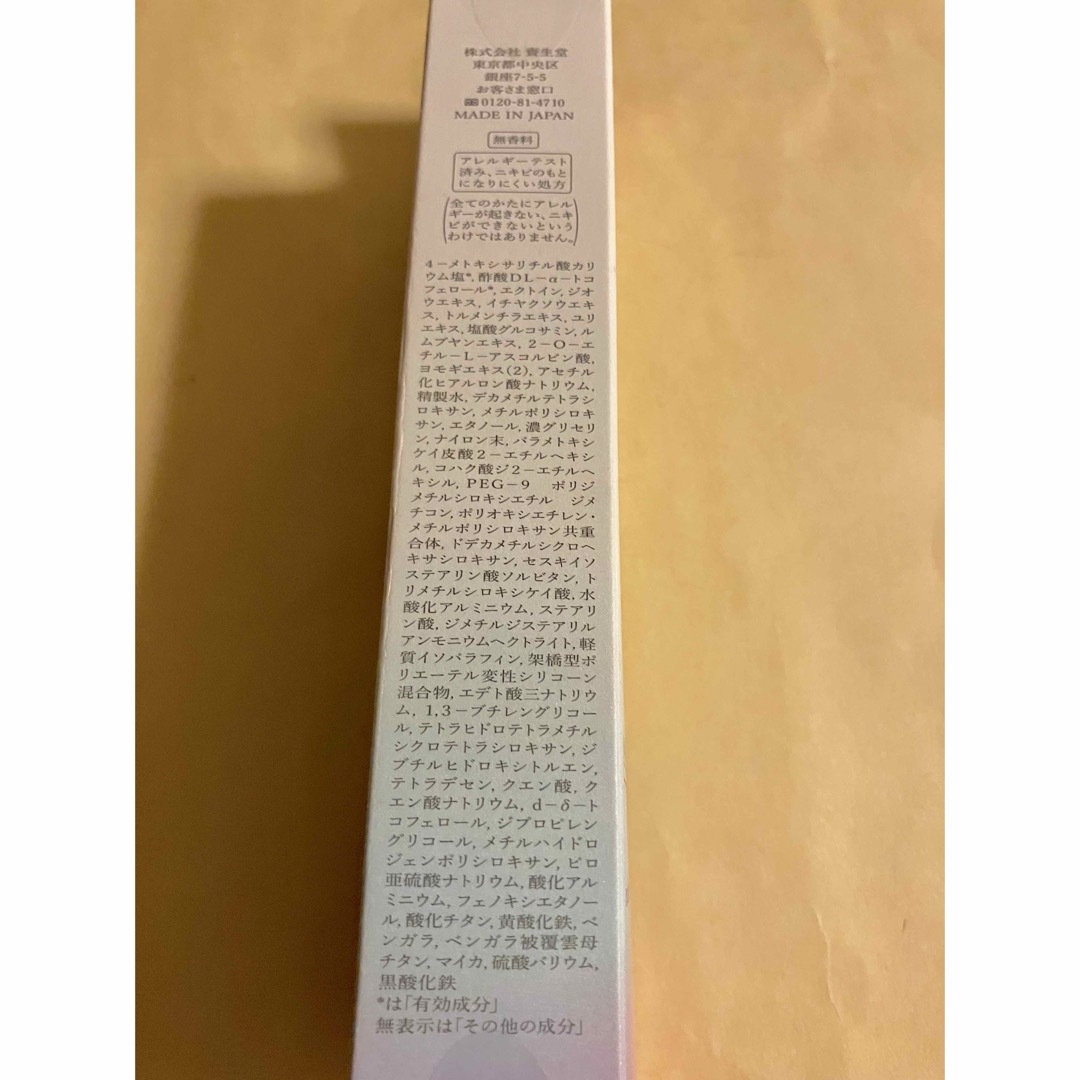 株式会社 資生堂
東京都中央区
銀座7-5-5
お客さま窓口
0120-81-4710
MADE IN JAPAN
無香料
アレルギーテスト
済み、ニキビのもと
になりにくい処方
(全てのかたにアレル
ギーが起きない、ニキ
ビができないという
わけではありません。)
4－メトキシサリチル酸カリ
ウム塩*, 酢酸DL－α－トコ
フェロール*, エクトイン, ジオ
ウエキス, イチヤクソウエキ
ス, トルメンチラエキス, ユリ
エキス, 塩酸グルコサミン, ル
ムプヤンエキス, 2－O－エ
チル－L－アスコルビン酸,
ヨモギエキス(2), アセチル
化ヒアルロン酸ナトリウム,
精製水, デカメチルテトラシ
ロキサン, メチルポリシロキ
サン, エタノール, 濃グリセリ
ン, ナイロン末, パラメトキシ
ケイ皮酸2－エチルヘキシ
ル, コハク酸ジ2－エチルヘ
キシル, PEG－9　ポリジ
メチルシロキシエチル　ジメ
チコン, ポリオキシエチレン・
メチルポリシロキサン共重
合体, ドデカメチルシクロヘ
キサシロキサン, セスキイソ
ステアリン酸ソルビタン, ト
リメチルシロキシケイ酸, 水
酸化アルミニウム, ステアリ
ン酸, ジメチルジステアリル
アンモニウムヘクトライト, 軽
質イソパラフィン, 架橋型ポ
リエーテル変性シリコーン
混合物, エデト酸三ナトリウ
ム, 1,3－ブチレングリコー
ル, テトラヒドロテトラメチル
シクロテトラシロキサン, ジ
ブチルヒドロキシトルエン,
テトラデセン, クエン酸, ク
エン酸ナトリウム, d－δ－ト
コフェロール, ジプロピレン
グリコール, メチルハイドロ
ジェンポリシロキサン, ピロ
亜硫酸ナトリウム, 酸化アル
ミニウム, フェノキシエタノー
ル, 酸化チタン, 黄酸化鉄, ベ
ンガラ, ベンガラ被覆雲母
チタン, マイカ, 硫酸バリウム,
黒酸化鉄
*は「有効成分」
無表示は「その他の成分」